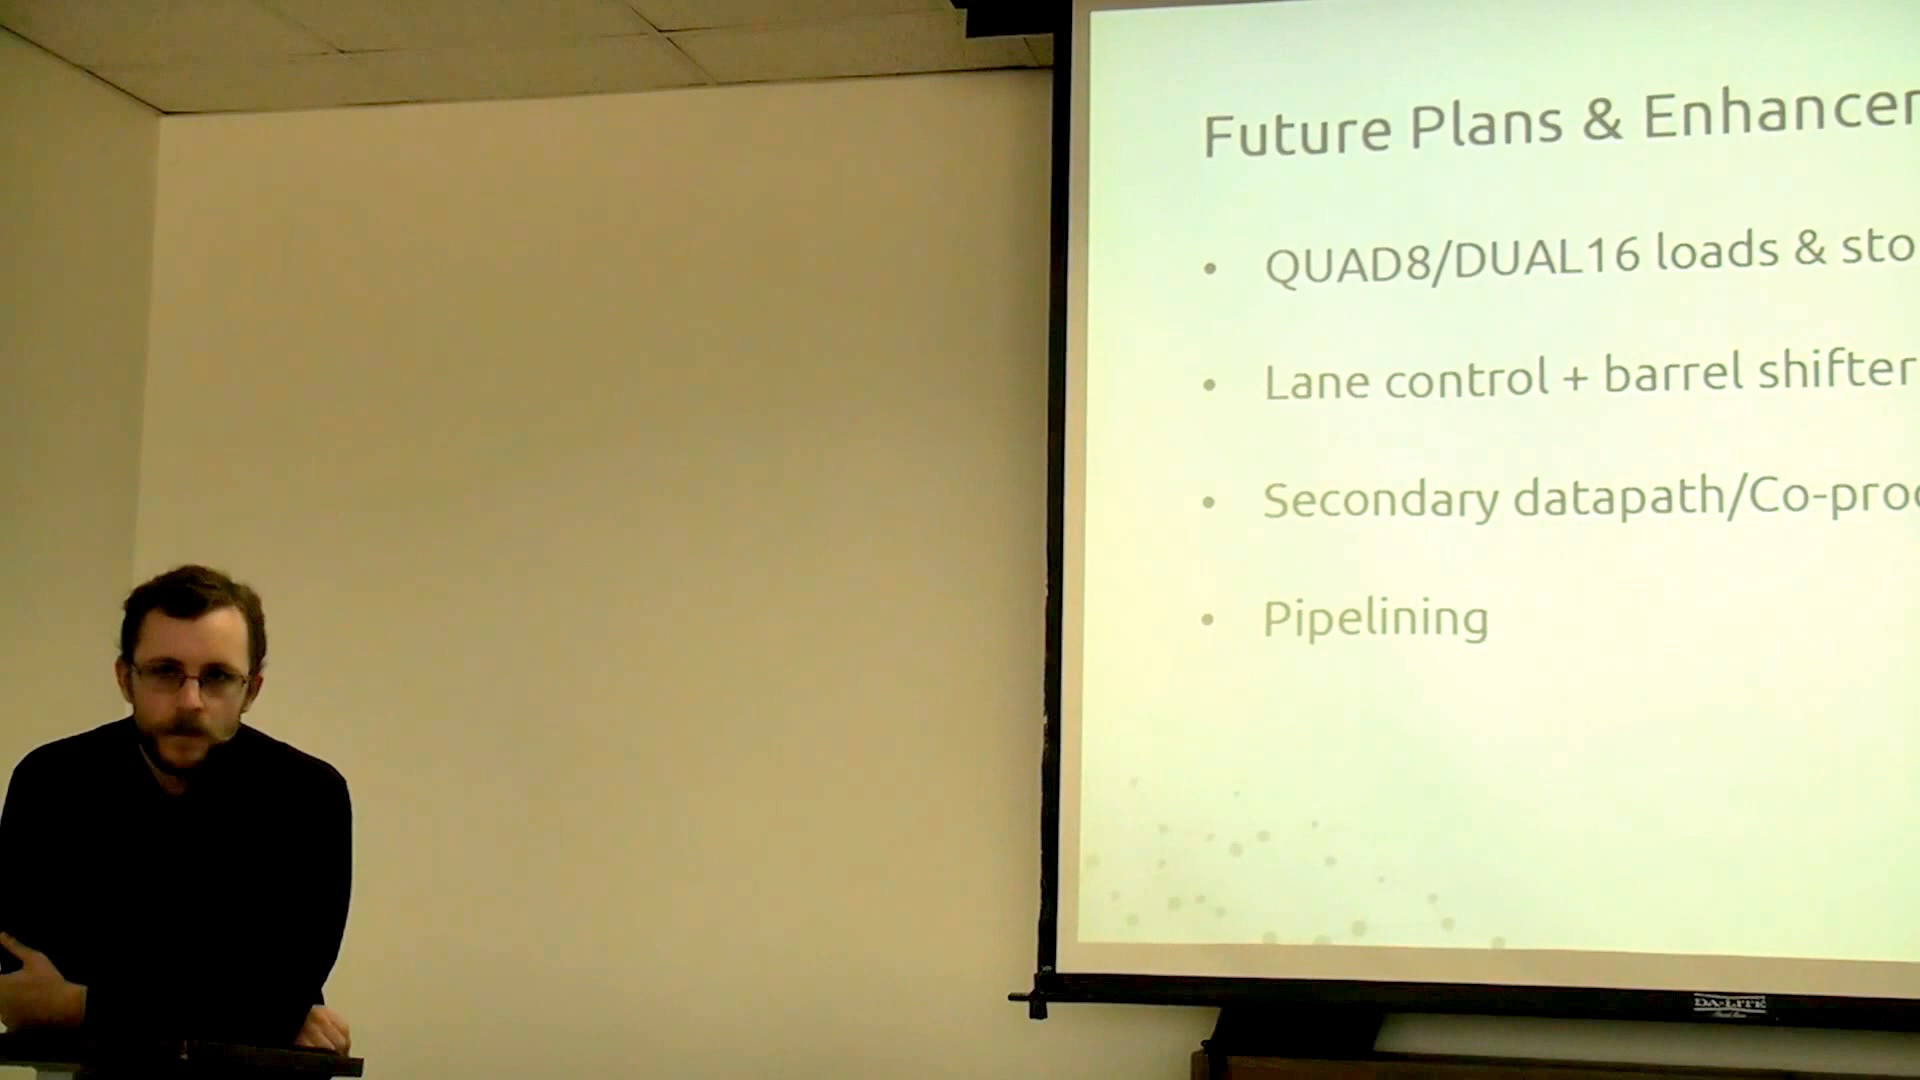 Future Plans & Enhancem
• QUAD8/DUAL16 loads & sto
• Lane control + barrel shifter
• Secondary datapath/Co-proc
• Pipelining
DA-LITE